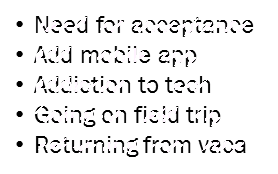 • Need for acceptance
• Add mobile app
• Addiction to tech
• Going on field trip
• Returning from vaca